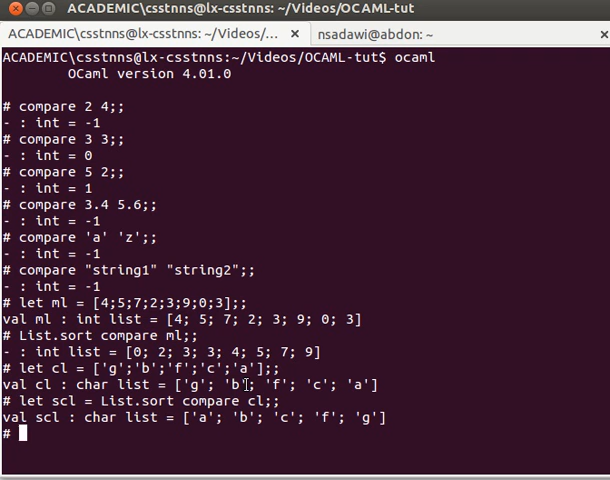 ACADEMIC\csstnns@lx-csstnns: ~/Videos/OCAML-tut
ACADEMIC\csstnns@lx-csstnns: ~/Videos/... × nsadawi@abdon: ~ ×
ACADEMIC\csstnns@lx-csstnns:~/Videos/OCAML-tut$ ocaml
OCaml version 4.01.0
# compare 2 4;;
- : int = -1
# compare 3 3;;
- : int = 0
# compare 5 2;;
- : int = 1
# compare 3.4 5.6;;
- : int = -1
# compare 'a' 'z';;
- : int = -1
# compare "string1" "string2";;
- : int = -1
# let ml = [4;5;7;2;3;9;0;3];;
val ml : int list = [4; 5; 7; 2; 3; 9; 0; 3]
# List.sort compare ml;;
- : int list = [0; 2; 3; 3; 4; 5; 7; 9]
# let cl = ['g';'b';'f';'c';'a'];;
val cl : char list = ['g'; 'b'; 'f'; 'c'; 'a']
# let scl = List.sort compare cl;;
val scl : char list = ['a'; 'b'; 'c'; 'f'; 'g']
#